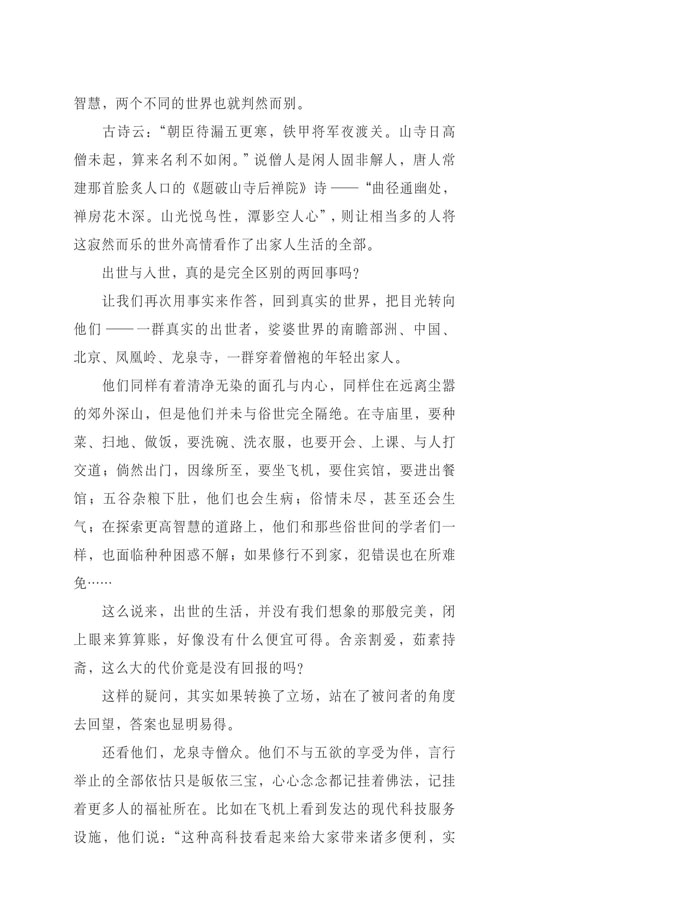 智慧，两个不同的世界也就判然而别。
古诗云：“朝臣待漏五更寒，铁甲将军夜渡关。山寺日高
僧未起，算来名利不如闲。”说僧人是闲人固非解人，唐人常
建那首脍炙人口的《题破山寺后禅院》诗——“曲径通幽处，
禅房花木深。山光悦鸟性，潭影空人心”，则让相当多的人将
这寂然而乐的世外高情看作了出家人生活的全部。
出世与入世，真的是完全区别的两回事吗？
让我们再次用事实来作答，回到真实的世界，把目光转向
他们——一群真实的出世者，娑婆世界的南瞻部洲、中国、
北京、凤凰岭、龙泉寺，一群穿着僧袍的年轻出家人。
他们同样有着清净无染的面孔与内心，同样住在远离尘嚣
的郊外深山，但是他们并未与俗世完全隔绝。在寺庙里，要种
菜、扫地、做饭，要洗碗、洗衣服，也要开会、上课、与人打
交道；倘然出门，因缘所至，要坐飞机，要住宾馆，要进出餐
馆；五谷杂粮下肚，他们也会生病；俗情未尽，甚至还会生
气；在探索更高智慧的道路上，他们和那些俗世间的学者们一
样，也面临种种困惑不解；如果修行不到家，犯错误也在所难
免……
这么说来，出世的生活，并没有我们想象的那般完美，闭
上眼来算算账，好像没有什么便宜可得。舍亲割爱，茹素持
斋，这么大的代价竟是没有回报的吗？
这样的疑问，其实如果转换了立场，站在了被问者的角度
去回望，答案也显明易得。
还看他们，龙泉寺僧众。他们不与五欲的享受为伴，言行
举止的全部依怙只是皈依三宝，心心念念都记挂着佛法，记挂
着更多人的福祉所在。比如在飞机上看到发达的现代科技服务
设施，他们说：“这种高科技看起来给大家带来诸多便利，实